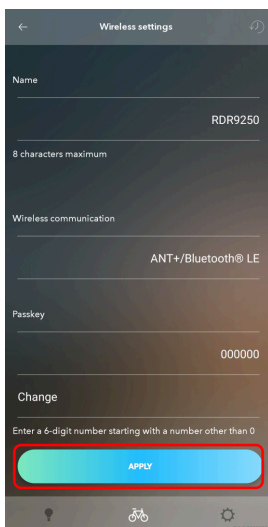 Wireless settings
Name
RDR9250
8 characters maximum
Wireless communication
ANT+/Bluetooth® LE
Passkey
000000
Change
Enter a 6-digit number starting with a number other than 0
APPLY